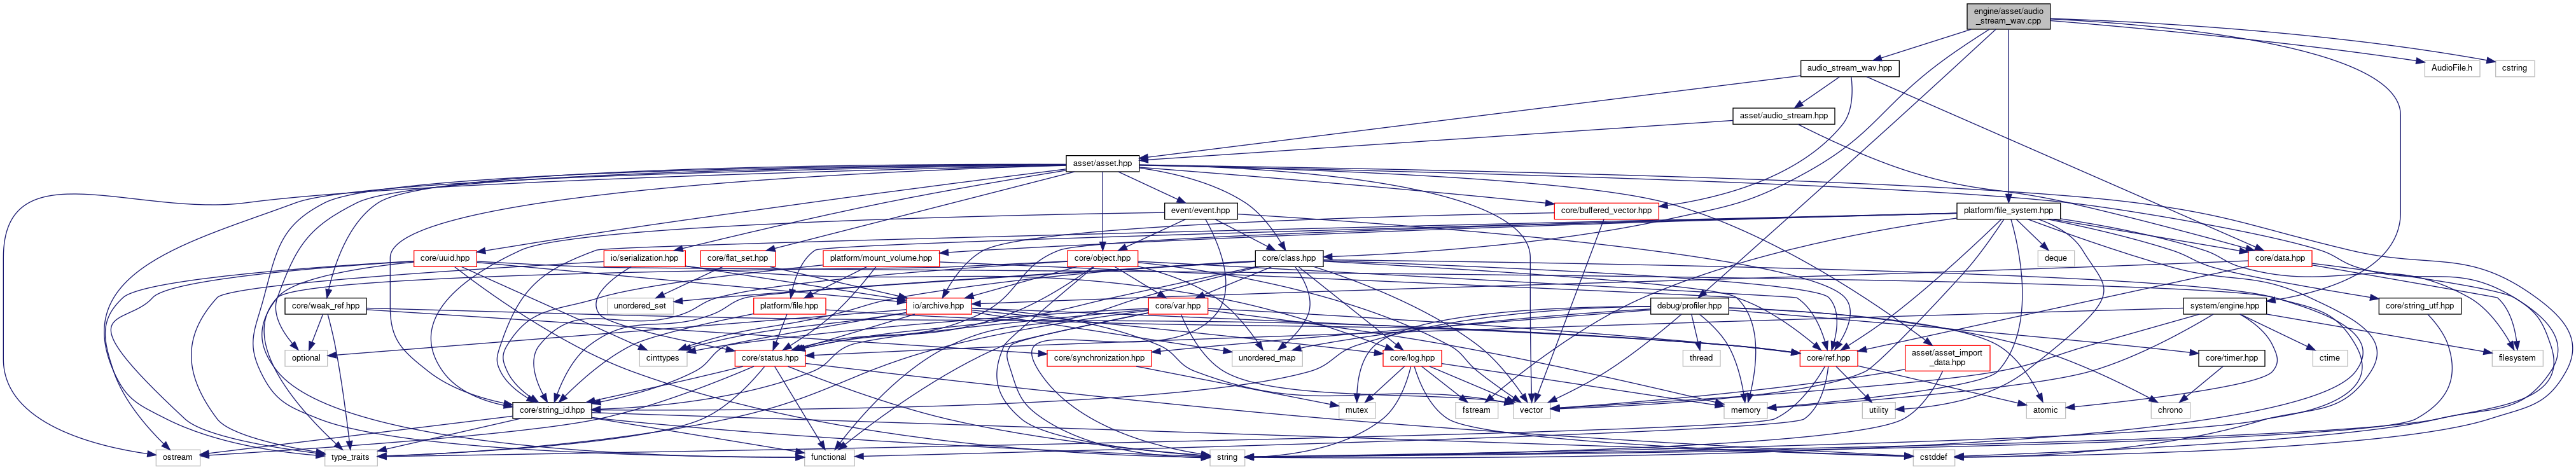 engine/asset/audio
_stream_wav.cpp
audio_stream_wav.hpp
AudioFile.h
cstring
asset/audio_stream.hpp
asset/asset.hpp
event/event.hpp
core/buffered_vector.hpp
platform/file_system.hpp
core/uuid.hpp
io/serialization.hpp
core/flat_set.hpp
platform/mount_volume.hpp
core/object.hpp
core/class.hpp
deque
core/data.hpp
core/weak_ref.hpp
unordered_set
platform/file.hpp
io/archive.hpp
core/var.hpp
debug/profiler.hpp
system/engine.hpp
core/string_utf.hpp
optional
cinttypes
core/status.hpp
core/synchronization.hpp
unordered_map
core/log.hpp
thread
core/ref.hpp
asset/asset_import
_data.hpp
core/timer.hpp
ctime
filesystem
core/string_id.hpp
mutex
fstream
vector
memory
utility
atomic
chrono
ostream
type_traits
functional
string
cstddef